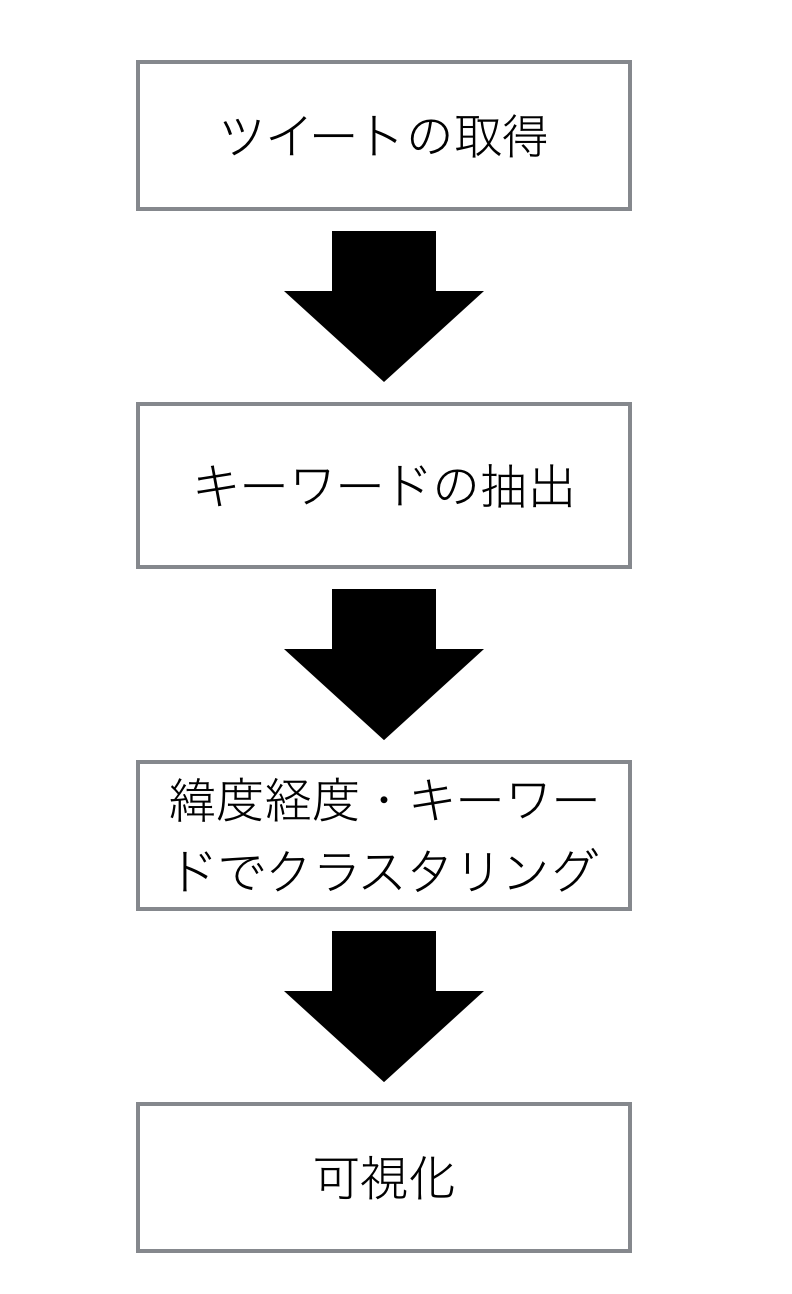 ツイートの取得
キーワードの抽出
緯度経度・キーワー
ドでクラスタリング
可視化